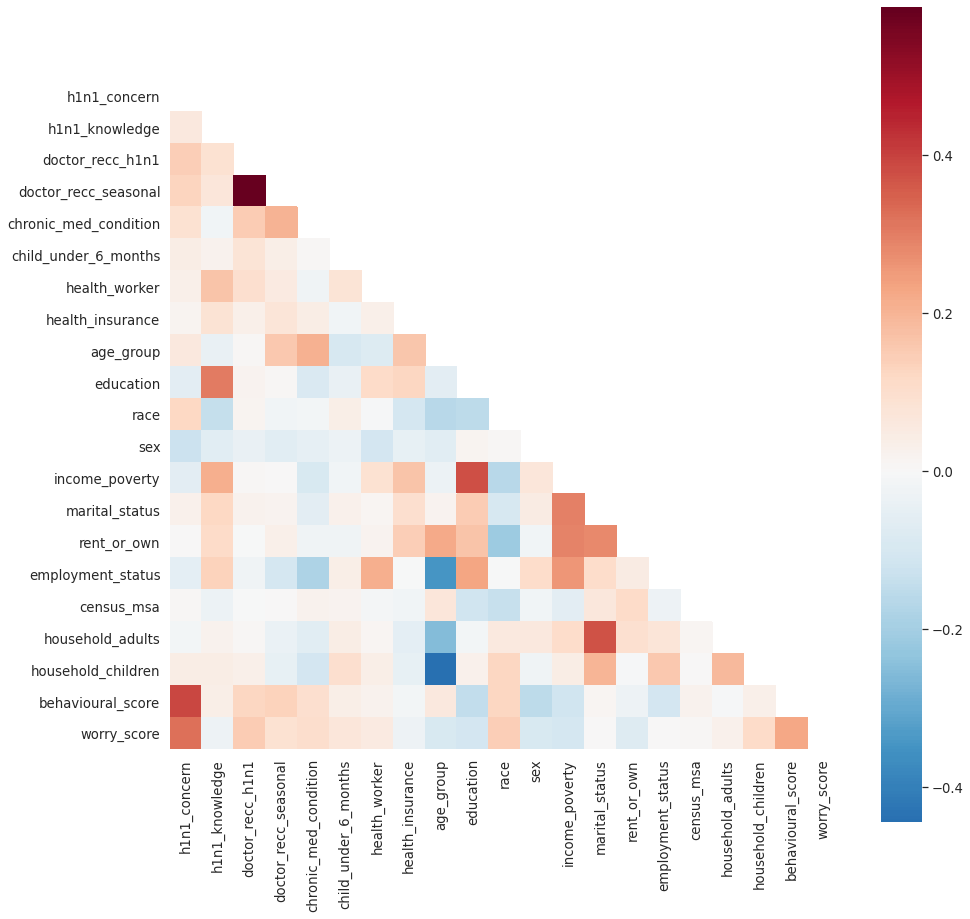 h1n1_concern
h1n1_knowledge
doctor_recc_h1n1
doctor_recc_seasonal
chronic_med_condition
child_under_6_months
health_worker
health_insurance
age_group
education
race
sex
income_poverty
marital_status
rent_or_own
employment_status
census_msa
household_adults
household_children
behavioural_score
worry_score
h1n1_concern
h1n1_knowledge
doctor_recc_h1n1
doctor_recc_seasonal
chronic_med_condition
child_under_6_months
health_worker
health_insurance
age_group
education
race
sex
income_poverty
marital_status
rent_or_own
employment_status
census_msa
household_adults
household_children
behavioural_score
worry_score
0.4
0.2
0.0
−0.2
−0.4